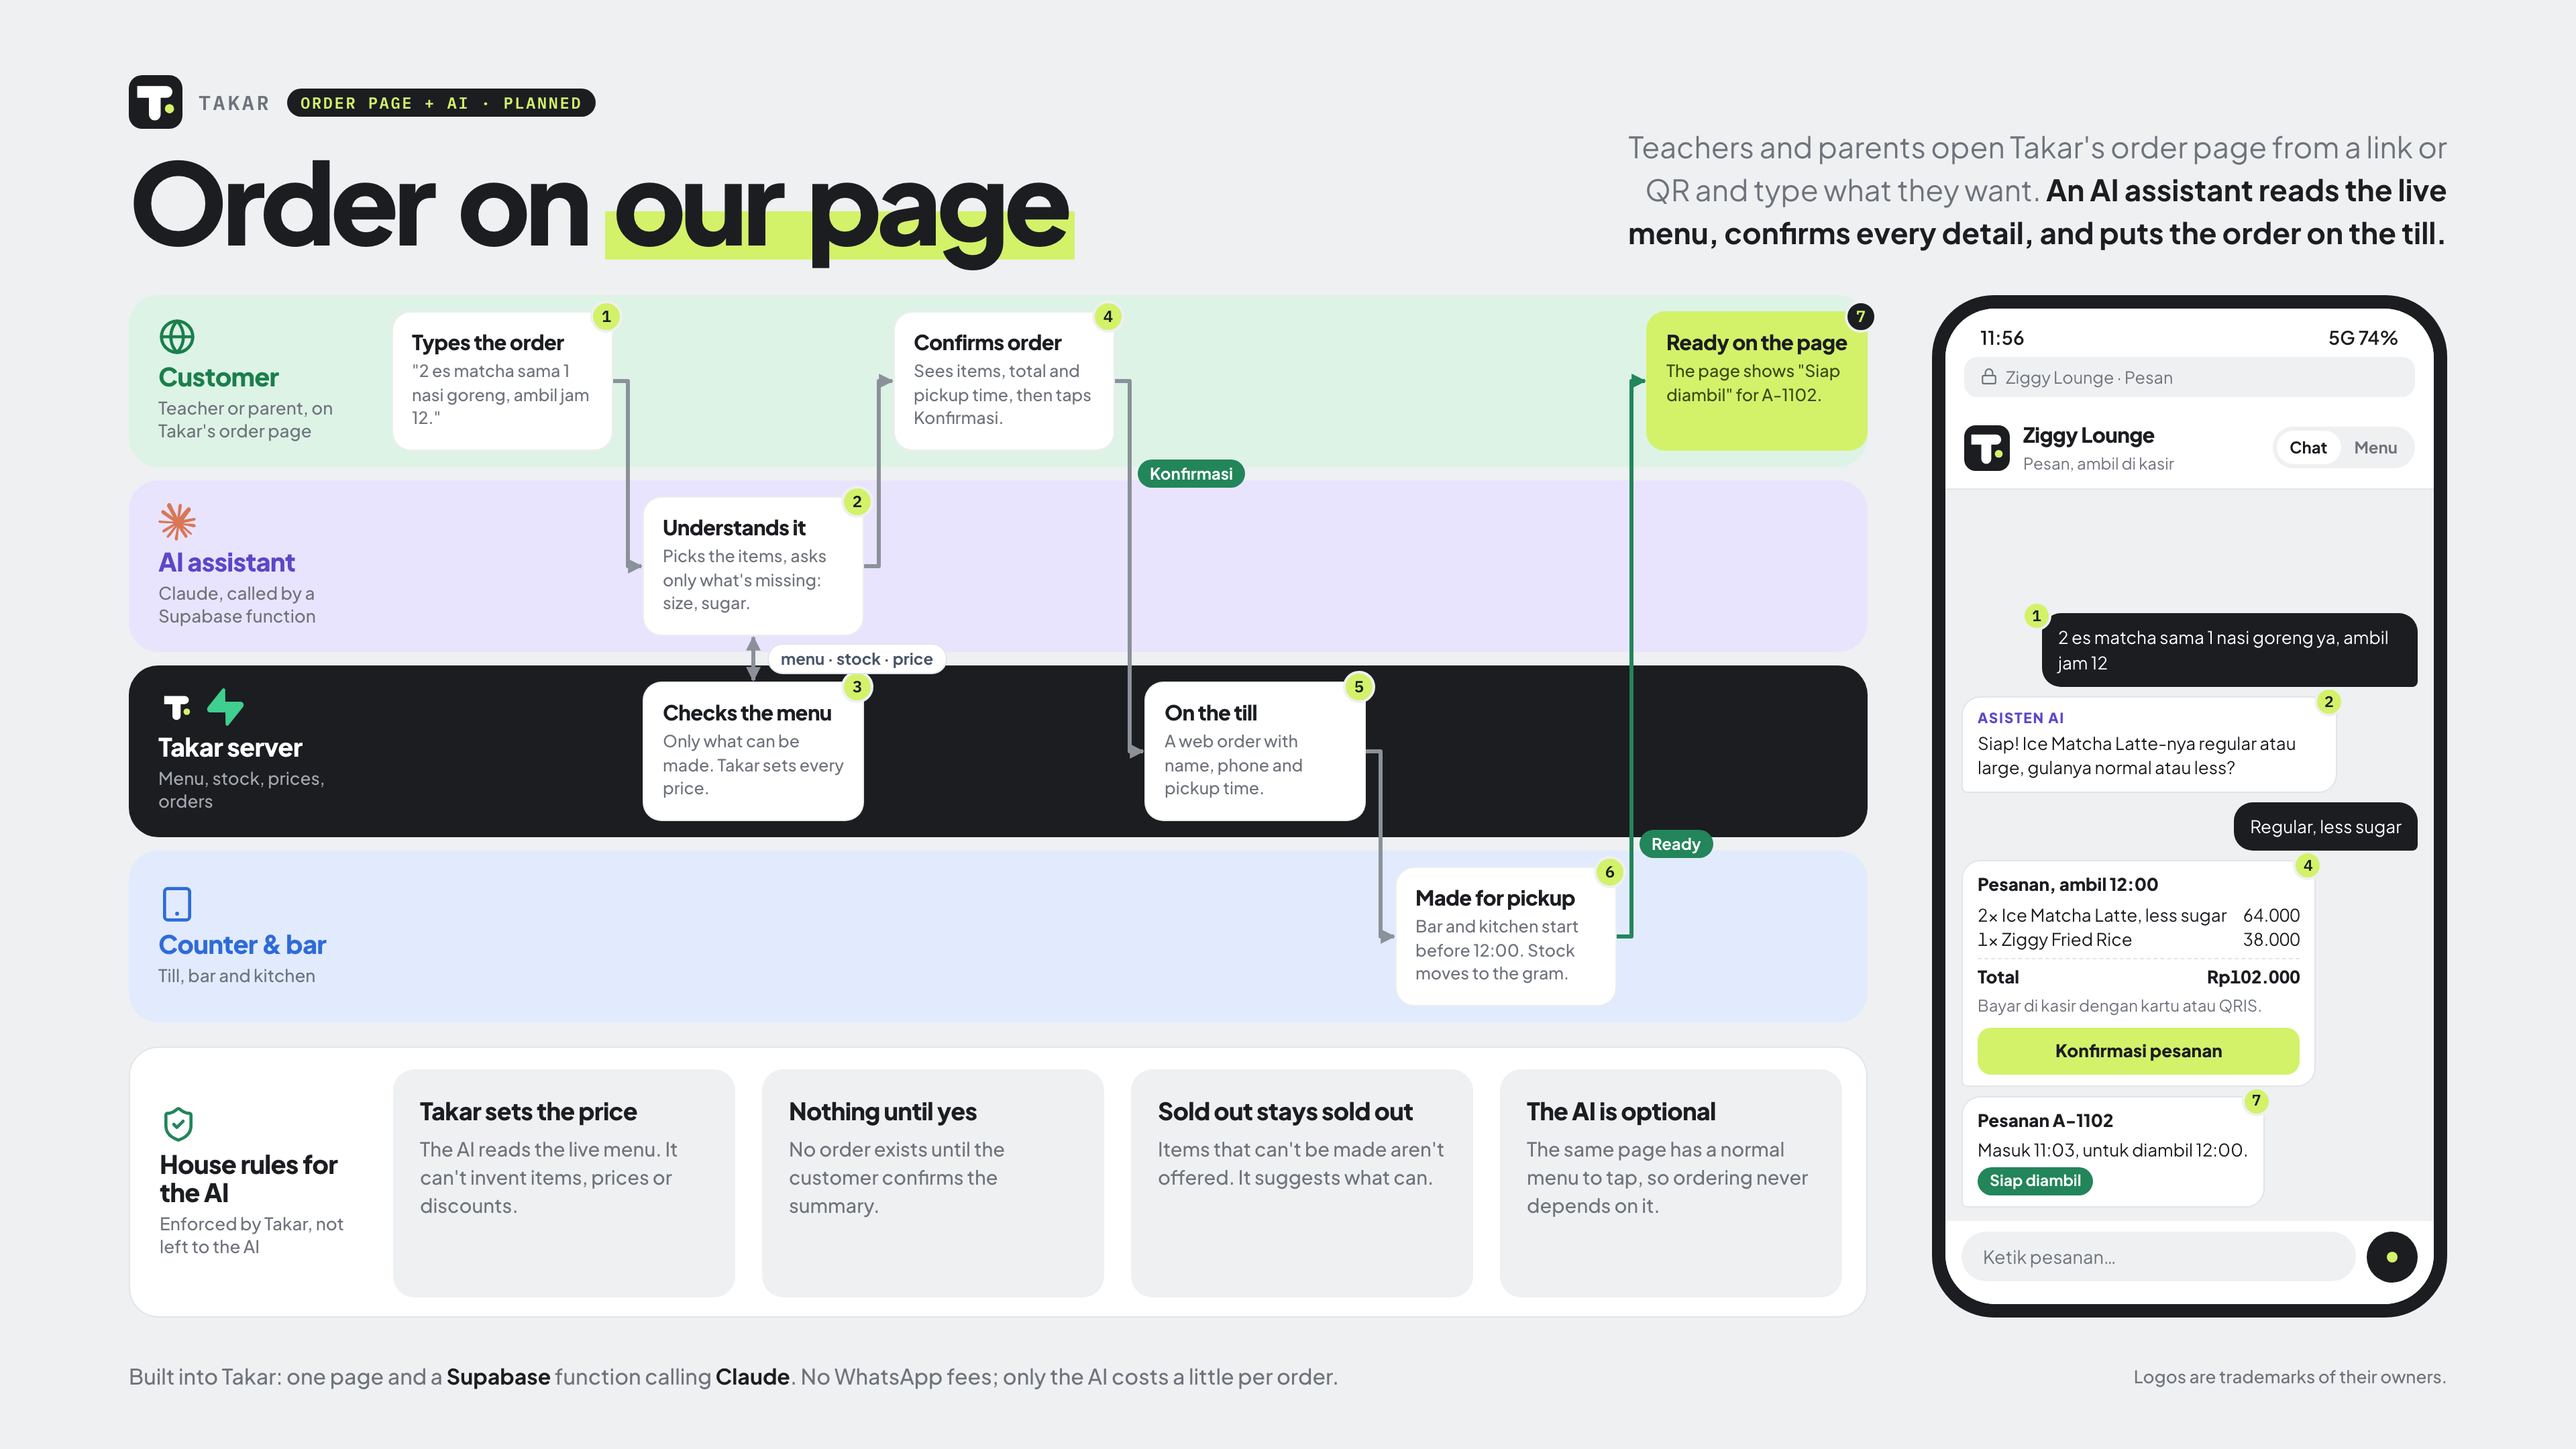 T.
TAKAR
ORDER PAGE + AI · PLANNED
Order on our page
Teachers and parents open Takar's order page from a link or
QR and type what they want. An AI assistant reads the live
menu, confirms every detail, and puts the order on the till.
Customer
Teacher or parent, on
Takar's order page
1
Types the order
"2 es matcha sama 1
nasi goreng, ambil jam
12."
4
Confirms order
Sees items, total and
pickup time, then taps
Konfirmasi.
7
Ready on the page
The page shows "Siap
diambil" for A-1102.
Konfirmasi
AI assistant
Claude, called by a
Supabase function
2
Understands it
Picks the items, asks
only what's missing:
size, sugar.
menu · stock · price
T.
Takar server
Menu, stock, prices,
orders
3
Checks the menu
Only what can be
made. Takar sets every
price.
5
On the till
A web order with
name, phone and
pickup time.
Ready
Counter & bar
Till, bar and kitchen
6
Made for pickup
Bar and kitchen start
before 12:00. Stock
moves to the gram.
House rules for
the AI
Enforced by Takar, not
left to the AI
Takar sets the price
The AI reads the live menu. It
can't invent items, prices or
discounts.
Nothing until yes
No order exists until the
customer confirms the
summary.
Sold out stays sold out
Items that can't be made aren't
offered. It suggests what can.
The AI is optional
The same page has a normal
menu to tap, so ordering never
depends on it.
11:56
5G 74%
Ziggy Lounge · Pesan
T.
Ziggy Lounge
Pesan, ambil di kasir
Chat
Menu
1
2 es matcha sama 1 nasi goreng ya, ambil
jam 12
2
ASISTEN AI
Siap! Ice Matcha Latte-nya regular atau
large, gulanya normal atau less?
Regular, less sugar
4
Pesanan, ambil 12:00
2× Ice Matcha Latte, less sugar 64.000
1× Ziggy Fried Rice 38.000
Total Rp102.000
Bayar di kasir dengan kartu atau QRIS.
Konfirmasi pesanan
7
Pesanan A-1102
Masuk 11:03, untuk diambil 12:00.
Siap diambil
Ketik pesanan…
Built into Takar: one page and a Supabase function calling Claude. No WhatsApp fees; only the AI costs a little per order.
Logos are trademarks of their owners.